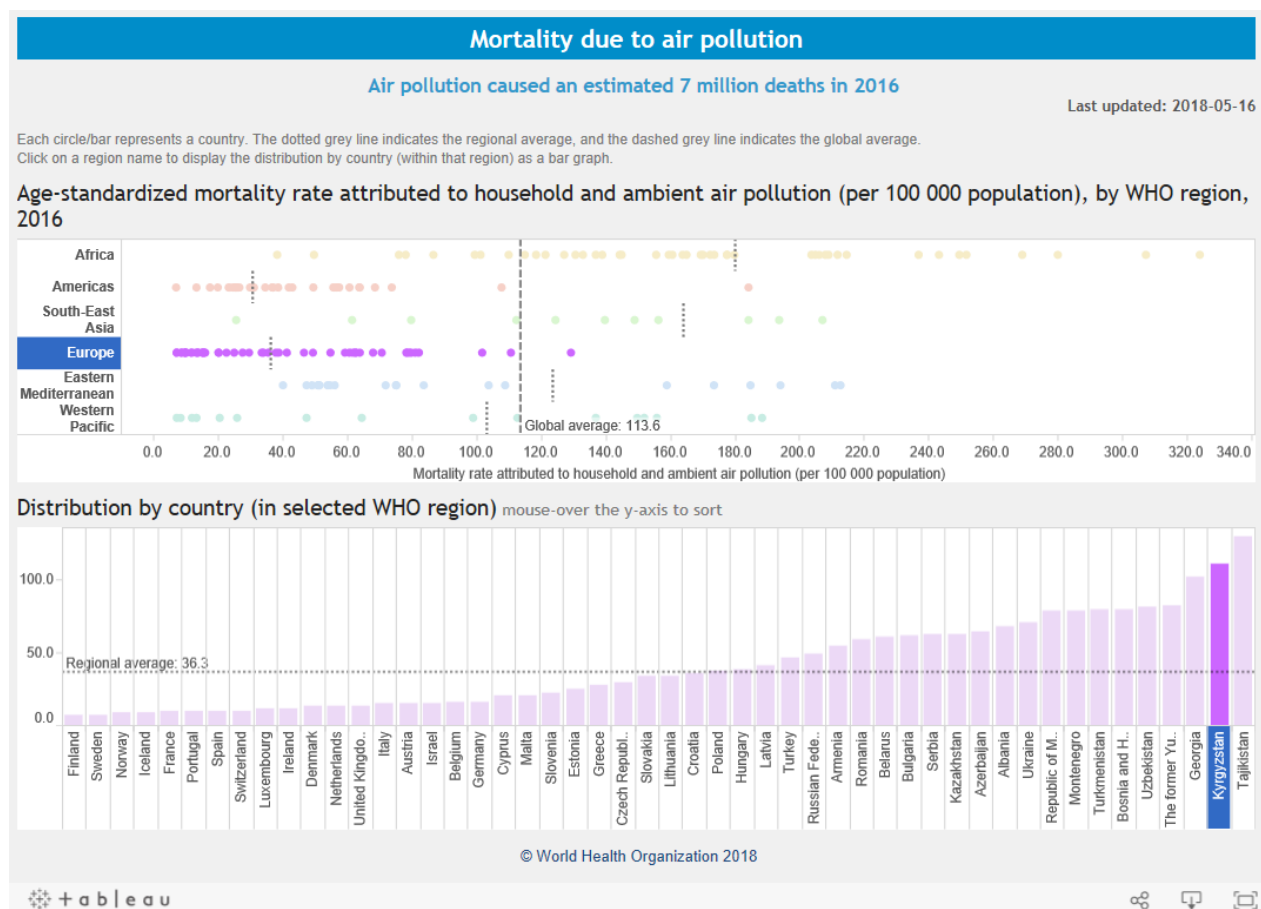 Mortality due to air pollution
Air pollution caused an estimated 7 million deaths in 2016
Last updated: 2018-05-16
Each circle/bar represents a country. The dotted grey line indicates the regional average, and the dashed grey line indicates the global average.
Click on a region name to display the distribution by country (within that region) as a bar graph.
Age-standardized mortality rate attributed to household and ambient air pollution (per 100 000 population), by WHO region,
2016
Africa
Americas
South-East
Asia
Europe
Eastern
Mediterranean
Western
Pacific
Global average: 113.6
0.0 20.0 40.0 60.0 80.0 100.0 120.0 140.0 160.0 180.0 200.0 220.0 240.0 260.0 280.0 300.0 320.0 340.0
Mortality rate attributed to household and ambient air pollution (per 100 000 population)
Distribution by country (in selected WHO region) mouse-over the y-axis to sort
100.0
50.0
Regional average: 36.3
0.0
Finland
Sweden
Norway
Iceland
France
Portugal
Spain
Switzerland
Luxembourg
Ireland
Denmark
Netherlands
United Kingdo..
Italy
Austria
Israel
Belgium
Germany
Cyprus
Malta
Slovenia
Estonia
Greece
Czech Republ..
Slovakia
Lithuania
Croatia
Poland
Hungary
Latvia
Turkey
Russian Fede..
Armenia
Romania
Belarus
Bulgaria
Serbia
Kazakhstan
Azerbaijan
Albania
Ukraine
Republic of M..
Montenegro
Turkmenistan
Bosnia and H..
Uzbekistan
The former Yu..
Georgia
Kyrgyzstan
Tajikistan
© World Health Organization 2018
+ableau